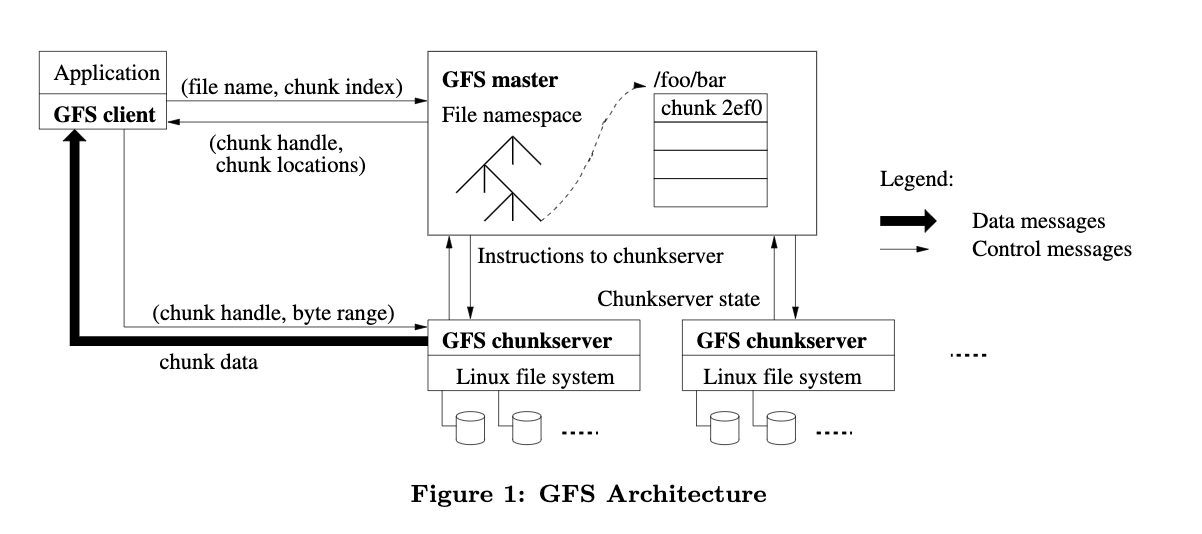 Application
GFS client
(file name, chunk index)
(chunk handle,
chunk locations)
GFS master
File namespace
/foo/bar
chunk 2ef0
Legend:
Data messages
Control messages
Instructions to chunkserver
Chunkserver state
(chunk handle, byte range)
chunk data
GFS chunkserver
Linux file system
GFS chunkserver
Linux file system
Figure 1: GFS Architecture